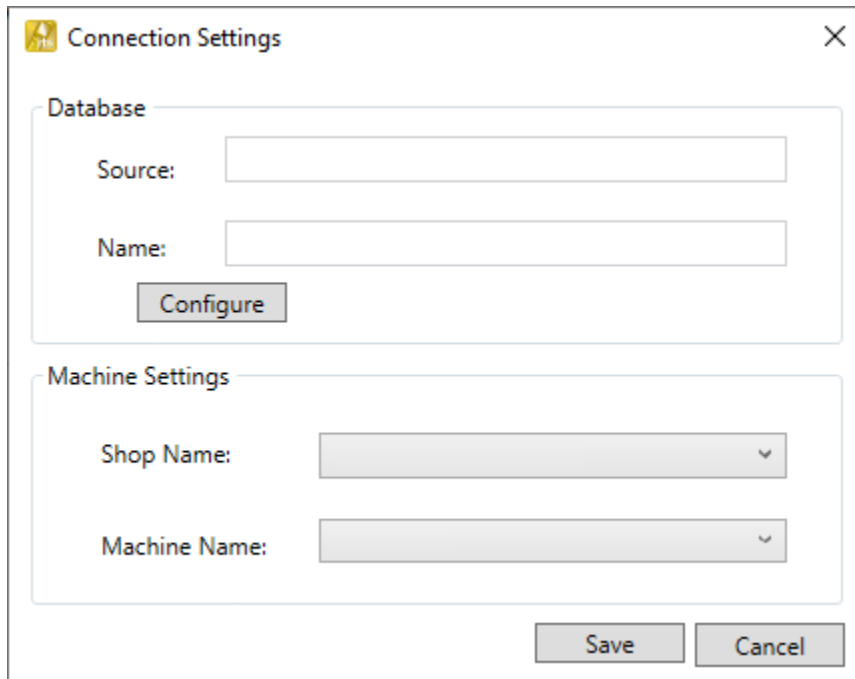 Connection Settings
Database
Source:
Name:
Configure
Machine Settings
Shop Name:
Machine Name:
Save Cancel